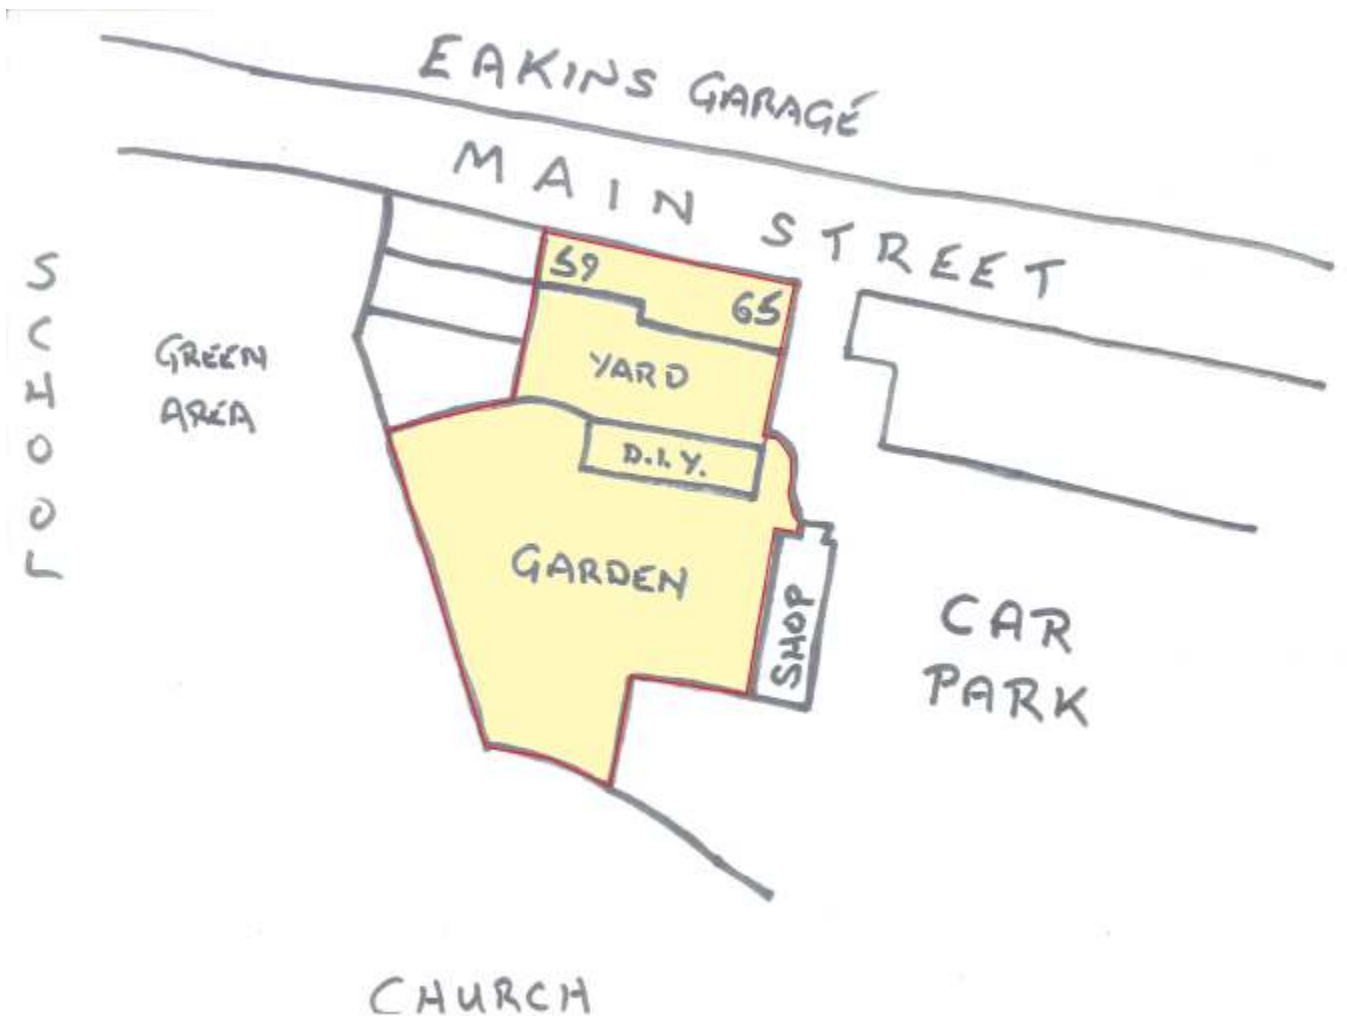 EAKINS GARAGE
MAIN STREET
59
65
SCHOOL
GREEN
AREA
YARD
D.I.Y.
GARDEN
SHOP
CAR
PARK
CHURCH